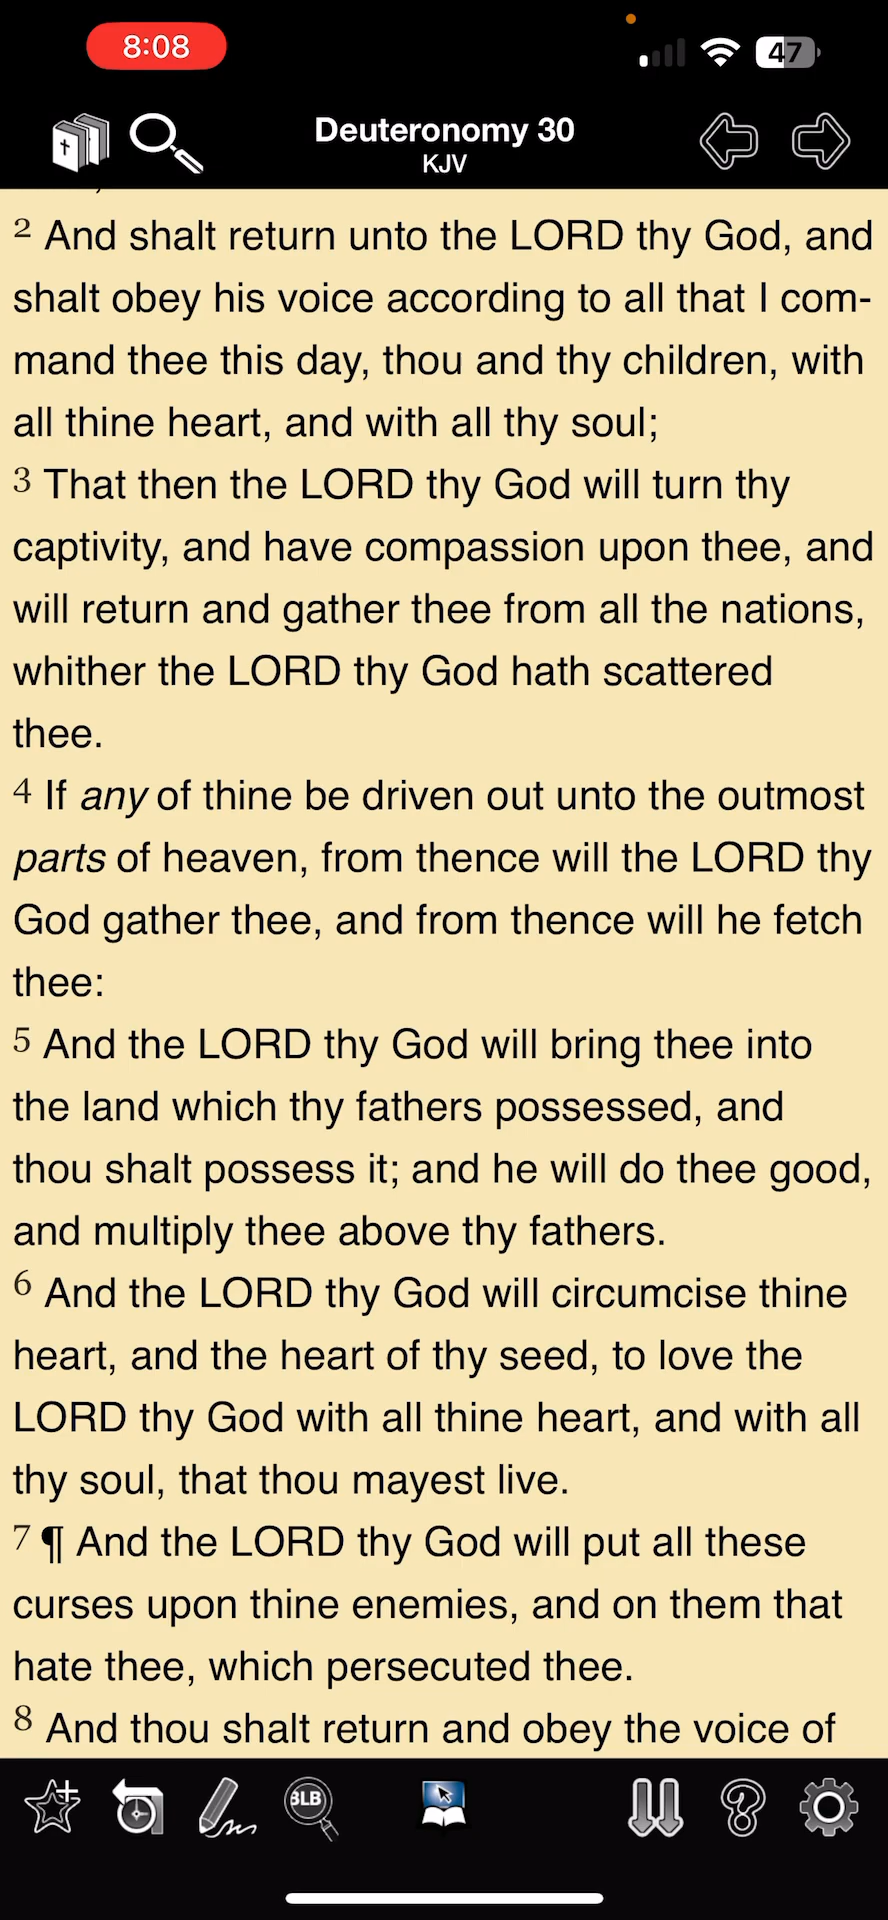 8:08
47
Deuteronomy 30
KJV
2 And shalt return unto the LORD thy God, and
shalt obey his voice according to all that I com-
mand thee this day, thou and thy children, with
all thine heart, and with all thy soul;
3 That then the LORD thy God will turn thy
captivity, and have compassion upon thee, and
will return and gather thee from all the nations,
whither the LORD thy God hath scattered
thee.
4 If any of thine be driven out unto the outmost
parts of heaven, from thence will the LORD thy
God gather thee, and from thence will he fetch
thee:
5 And the LORD thy God will bring thee into
the land which thy fathers possessed, and
thou shalt possess it; and he will do thee good,
and multiply thee above thy fathers.
6 And the LORD thy God will circumcise thine
heart, and the heart of thy seed, to love the
LORD thy God with all thine heart, and with all
thy soul, that thou mayest live.
7 ¶ And the LORD thy God will put all these
curses upon thine enemies, and on them that
hate thee, which persecuted thee.
8 And thou shalt return and obey the voice of
BLB